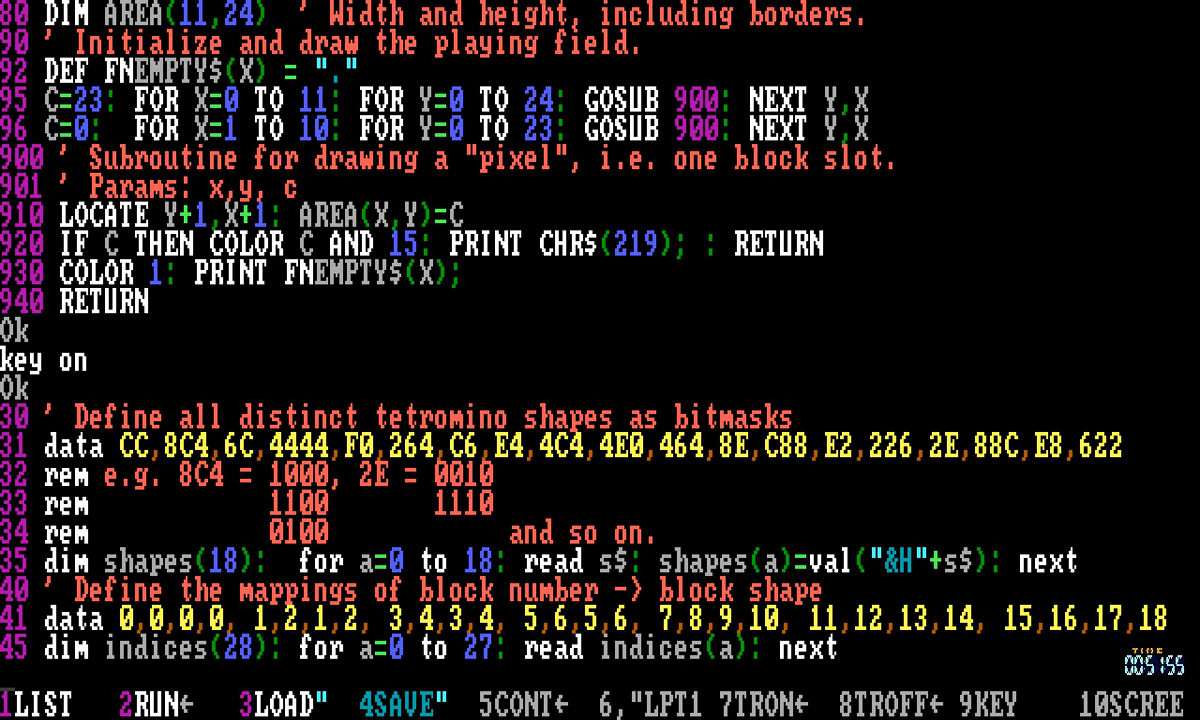 80 DIM AREA(11,24)  ' Width and height, including borders.
90 ' Initialize and draw the playing field.
92 DEF FNEMPTY$(X) = "."
95 C=23: FOR X=0 TO 11: FOR Y=0 TO 24: GOSUB 900: NEXT Y,X
96 C=0:  FOR X=1 TO 10: FOR Y=0 TO 23: GOSUB 900: NEXT Y,X
900 ' Subroutine for drawing a "pixel", i.e. one block slot.
901 ' Params: x,y, c
910 LOCATE Y+1,X+1: AREA(X,Y)=C
920 IF C THEN COLOR C AND 15: PRINT CHR$(219); : RETURN
930 COLOR 1: PRINT FNEMPTY$(X);
940 RETURN
Ok
key on
Ok
30 ' Define all distinct tetromino shapes as bitmasks
31 data CC,8C4,6C,4444,F0,264,C6,E4,4C4,4E0,464,8E,C88,E2,226,2E,88C,E8,622
32 rem e.g. 8C4 = 1000, 2E = 0010
33 rem            1100       1110
34 rem            0100            and so on.
35 dim shapes(18):  for a=0 to 18: read s$: shapes(a)=val("&H"+s$): next
40 ' Define the mappings of block number -> block shape
41 data 0,0,0,0, 1,2,1,2, 3,4,3,4, 5,6,5,6, 7,8,9,10, 11,12,13,14, 15,16,17,18
45 dim indices(28): for a=0 to 27: read indices(a): next
TIME
00:51:55
1LIST   2RUN←   3LOAD"  4SAVE"  5CONT←  6,"LPT1 7TRON←  8TROFF← 9KEY    10SCREE